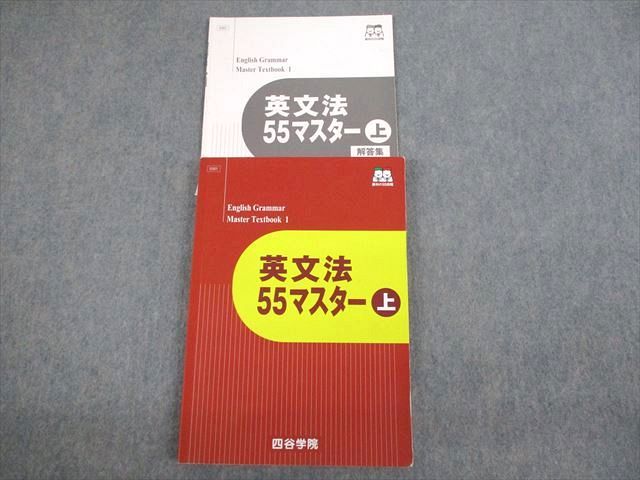 English Grammar
Master Textbook 1
英文法
55マスター上
解答集
English Grammar
Master Textbook 1
英文法
55マスター上
四谷学院